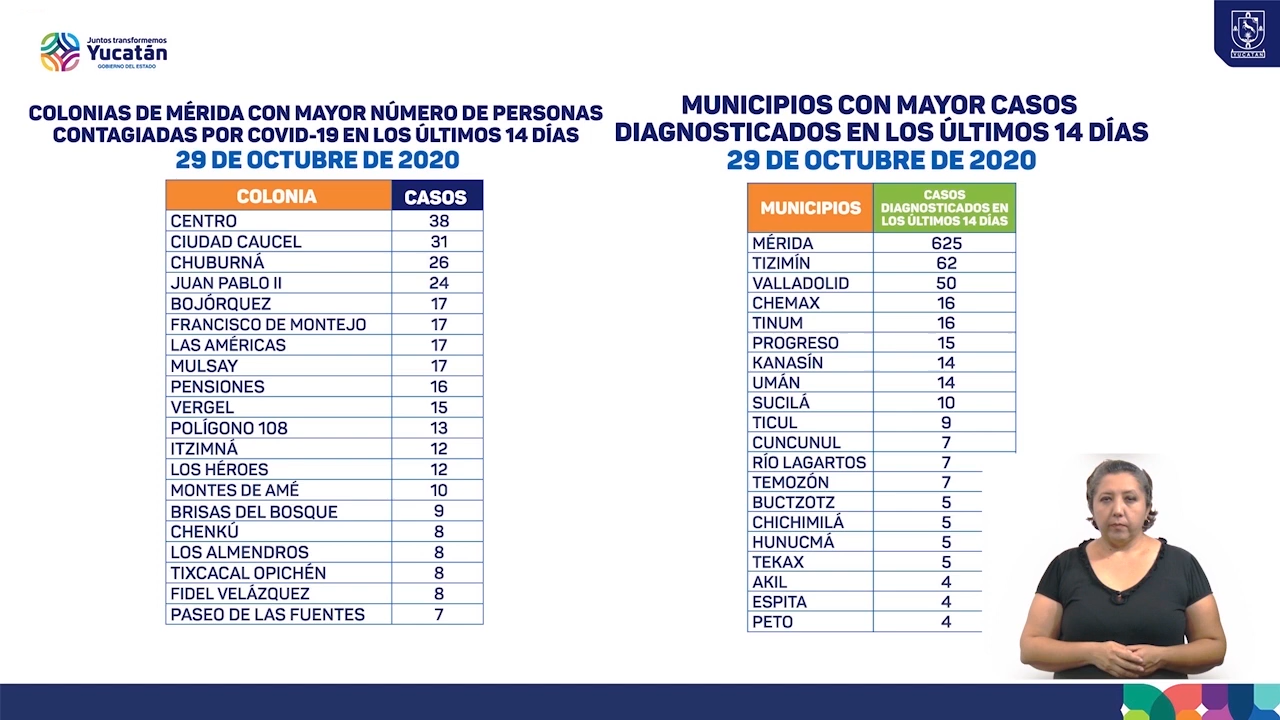 Juntos transformemos
Yucatán
GOBIERNO DEL ESTADO
YUCATÁN
COLONIAS DE MÉRIDA CON MAYOR NÚMERO DE PERSONAS
CONTAGIADAS POR COVID-19 EN LOS ÚLTIMOS 14 DÍAS
29 DE OCTUBRE DE 2020
COLONIA CASOS
CENTRO 38
CIUDAD CAUCEL 31
CHUBURNÁ 26
JUAN PABLO II 24
BOJÓRQUEZ 17
FRANCISCO DE MONTEJO 17
LAS AMÉRICAS 17
MULSAY 17
PENSIONES 16
VERGEL 15
POLÍGONO 108 13
ITZIMNÁ 12
LOS HÉROES 12
MONTES DE AMÉ 10
BRISAS DEL BOSQUE 9
CHENKÚ 8
LOS ALMENDROS 8
TIXCACAL OPICHÉN 8
FIDEL VELÁZQUEZ 8
PASEO DE LAS FUENTES 7
MUNICIPIOS CON MAYOR CASOS
DIAGNOSTICADOS EN LOS ÚLTIMOS 14 DÍAS
29 DE OCTUBRE DE 2020
MUNICIPIOS
CASOS
DIAGNOSTICADOS EN
LOS ÚLTIMOS 14 DÍAS
MÉRIDA 625
TIZIMÍN 62
VALLADOLID 50
CHEMAX 16
TINUM 16
PROGRESO 15
KANASÍN 14
UMÁN 14
SUCILÁ 10
TICUL 9
CUNCUNUL 7
RÍO LAGARTOS 7
TEMOZÓN 7
BUCTZOTZ 5
CHICHIMILÁ 5
HUNUCMÁ 5
TEKAX 5
AKIL 4
ESPITA 4
PETO 4